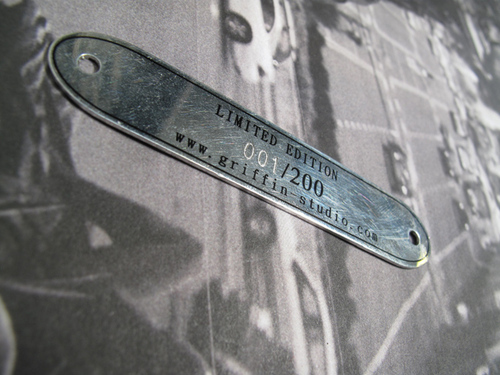 LIMITED EDITION
001/200
www.griffin-studio.com